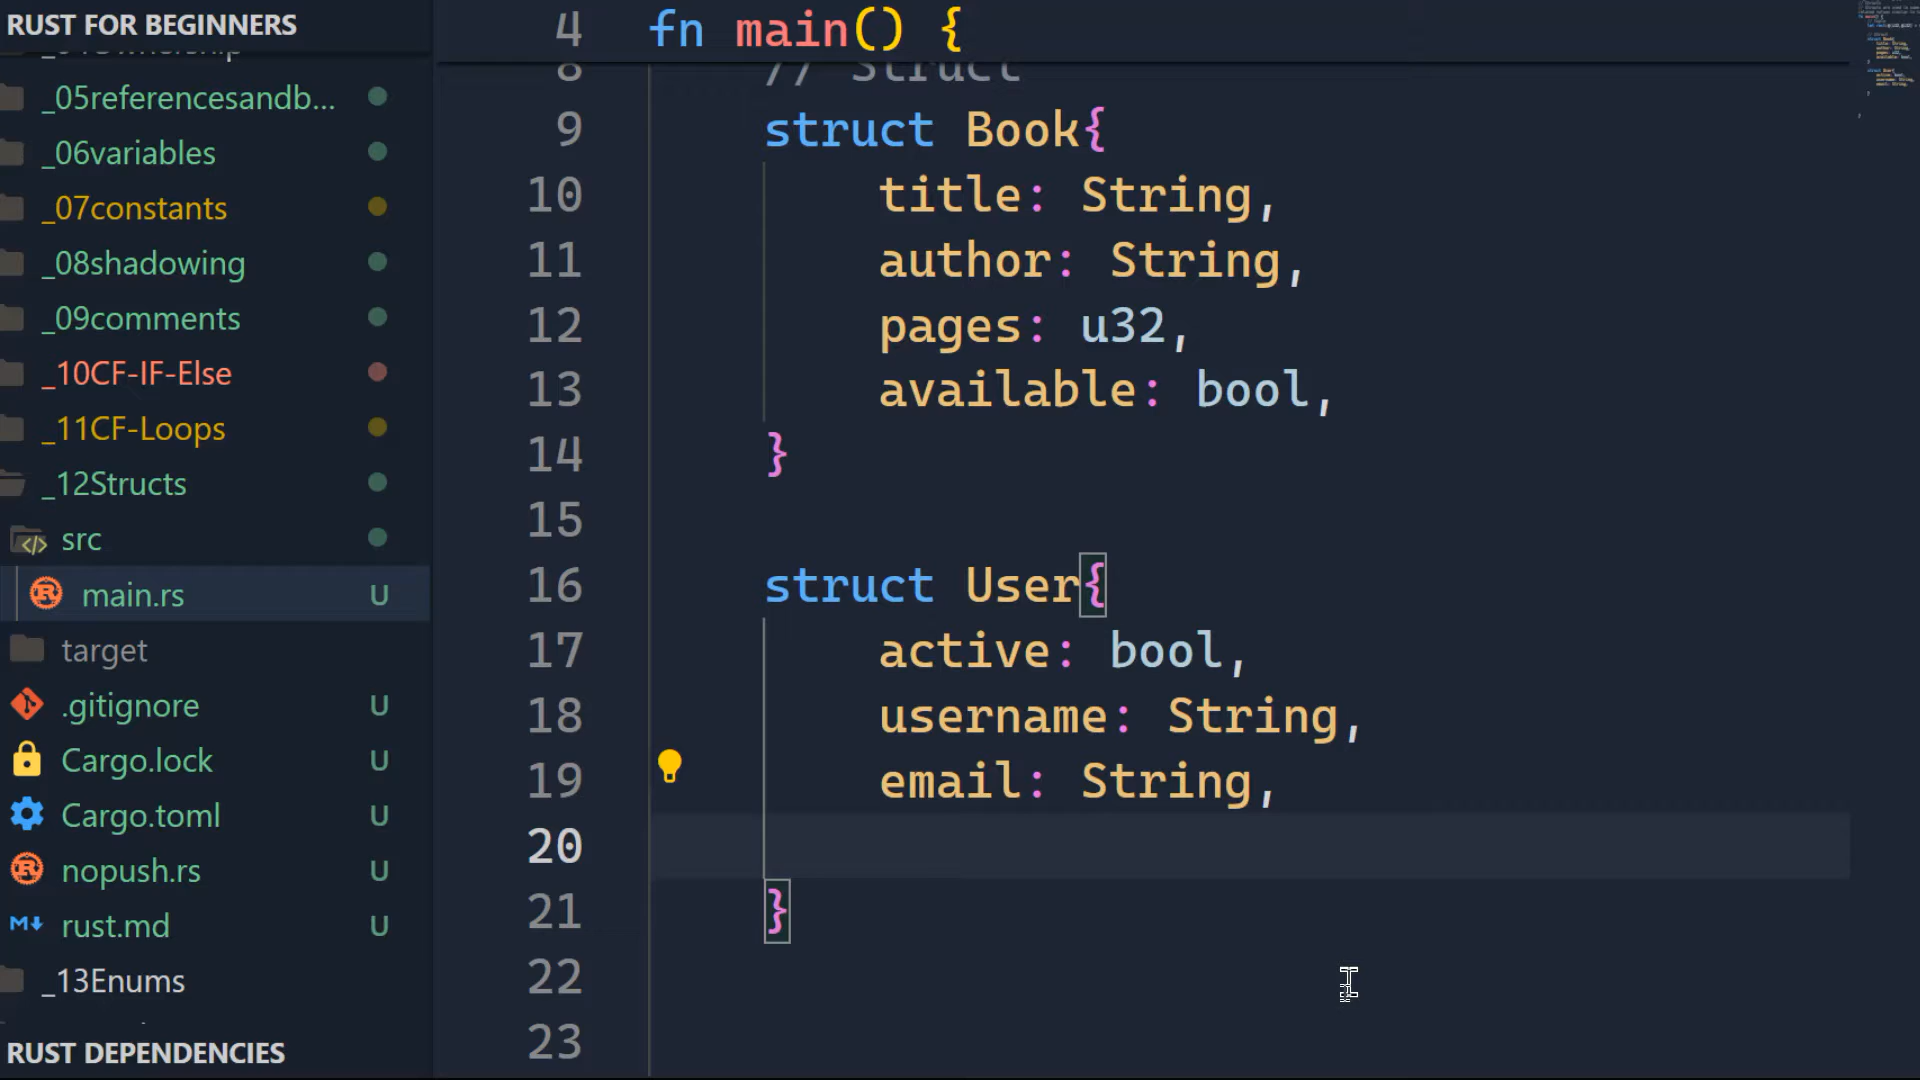 RUST FOR BEGINNERS
_05referencesandb...
_06variables
_07constants
_08shadowing
_09comments
_10CF-IF-Else
_11CF-Loops
_12Structs
src
main.rs U
target
.gitignore U
Cargo.lock U
Cargo.toml U
nopush.rs U
rust.md U
_13Enums
RUST DEPENDENCIES
4 fn main() {
8 // Struct
9 struct Book{
10 title: String,
11 author: String,
12 pages: u32,
13 available: bool,
14 }
15
16 struct User{
17 active: bool,
18 username: String,
19 email: String,
20
21 }
22
23